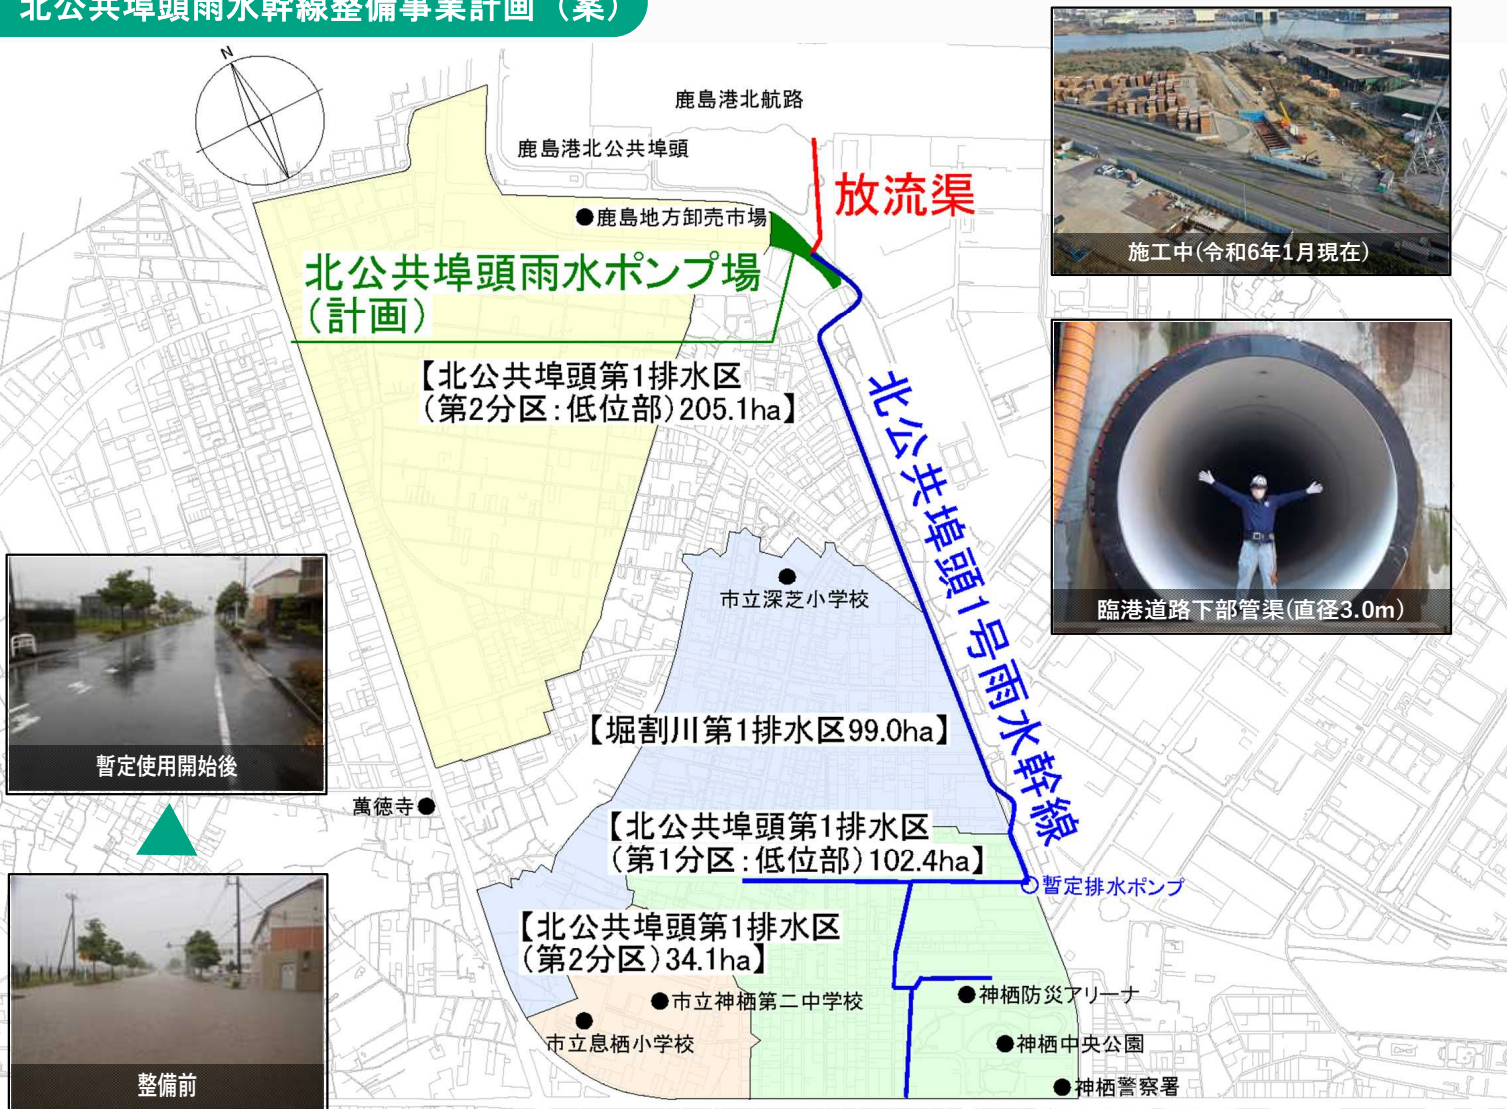 北公共埠頭雨水幹線整備事業計画（案）
N
鹿島港北航路
鹿島港北公共埠頭
放流渠
●鹿島地方卸売市場
北公共埠頭雨水ポンプ場
（計画）
【北公共埠頭第1排水区
（第2分区：低位部）205.1ha】
北公共埠頭1号雨水幹線
市立深芝小学校
【堀割川第1排水区99.0ha】
萬徳寺●
【北公共埠頭第1排水区
（第1分区：低位部）102.4ha】
暫定排水ポンプ
【北公共埠頭第1排水区
（第2分区）34.1ha】
●市立神栖第二中学校
市立息栖小学校
●神栖防災アリーナ
●神栖中央公園
●神栖警察署
施工中(令和6年1月現在)
臨港道路下部管渠(直径3.0m)
暫定使用開始後
整備前